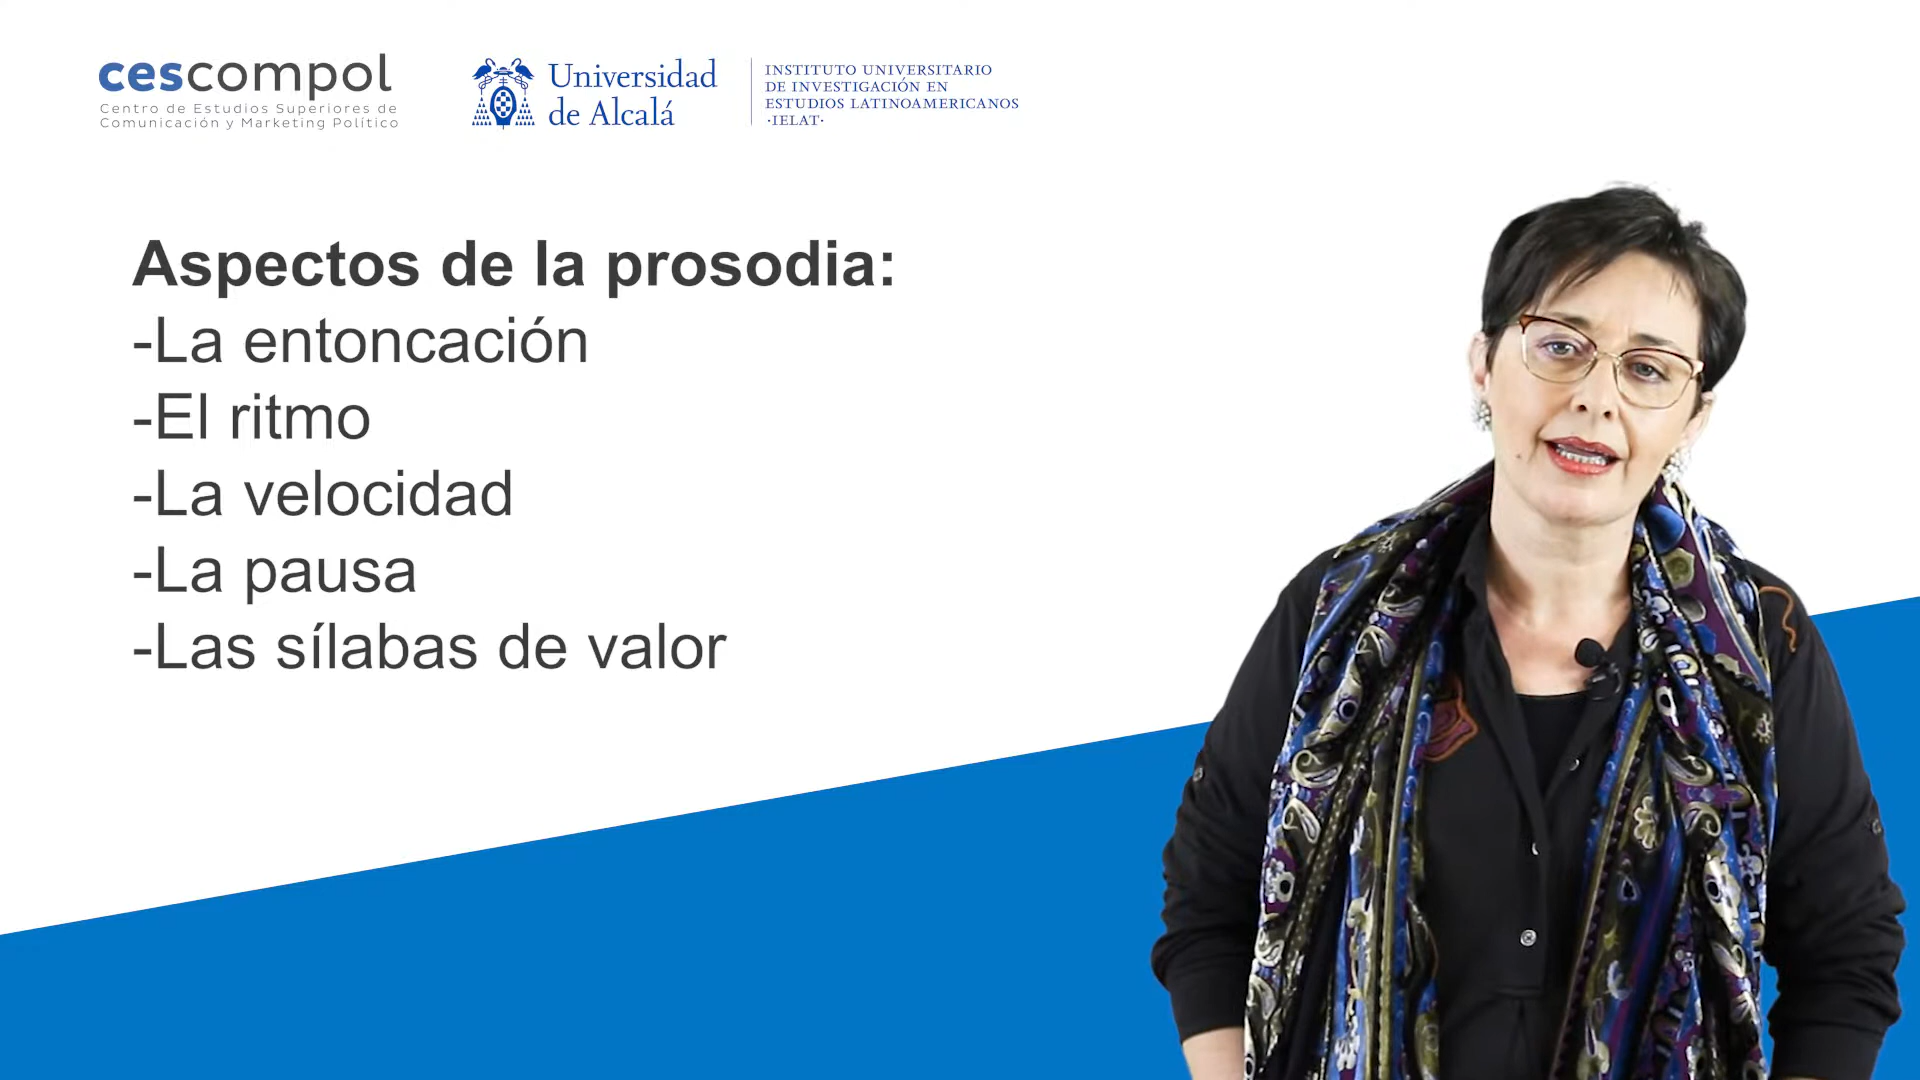 cescompol
Centro de Estudios Superiores de
Comunicación y Marketing Político
Universidad
de Alcalá
INSTITUTO UNIVERSITARIO
DE INVESTIGACIÓN EN
ESTUDIOS LATINOAMERICANOS
·IELAT·
Aspectos de la prosodia:
-La entoncación
-El ritmo
-La velocidad
-La pausa
-Las sílabas de valor